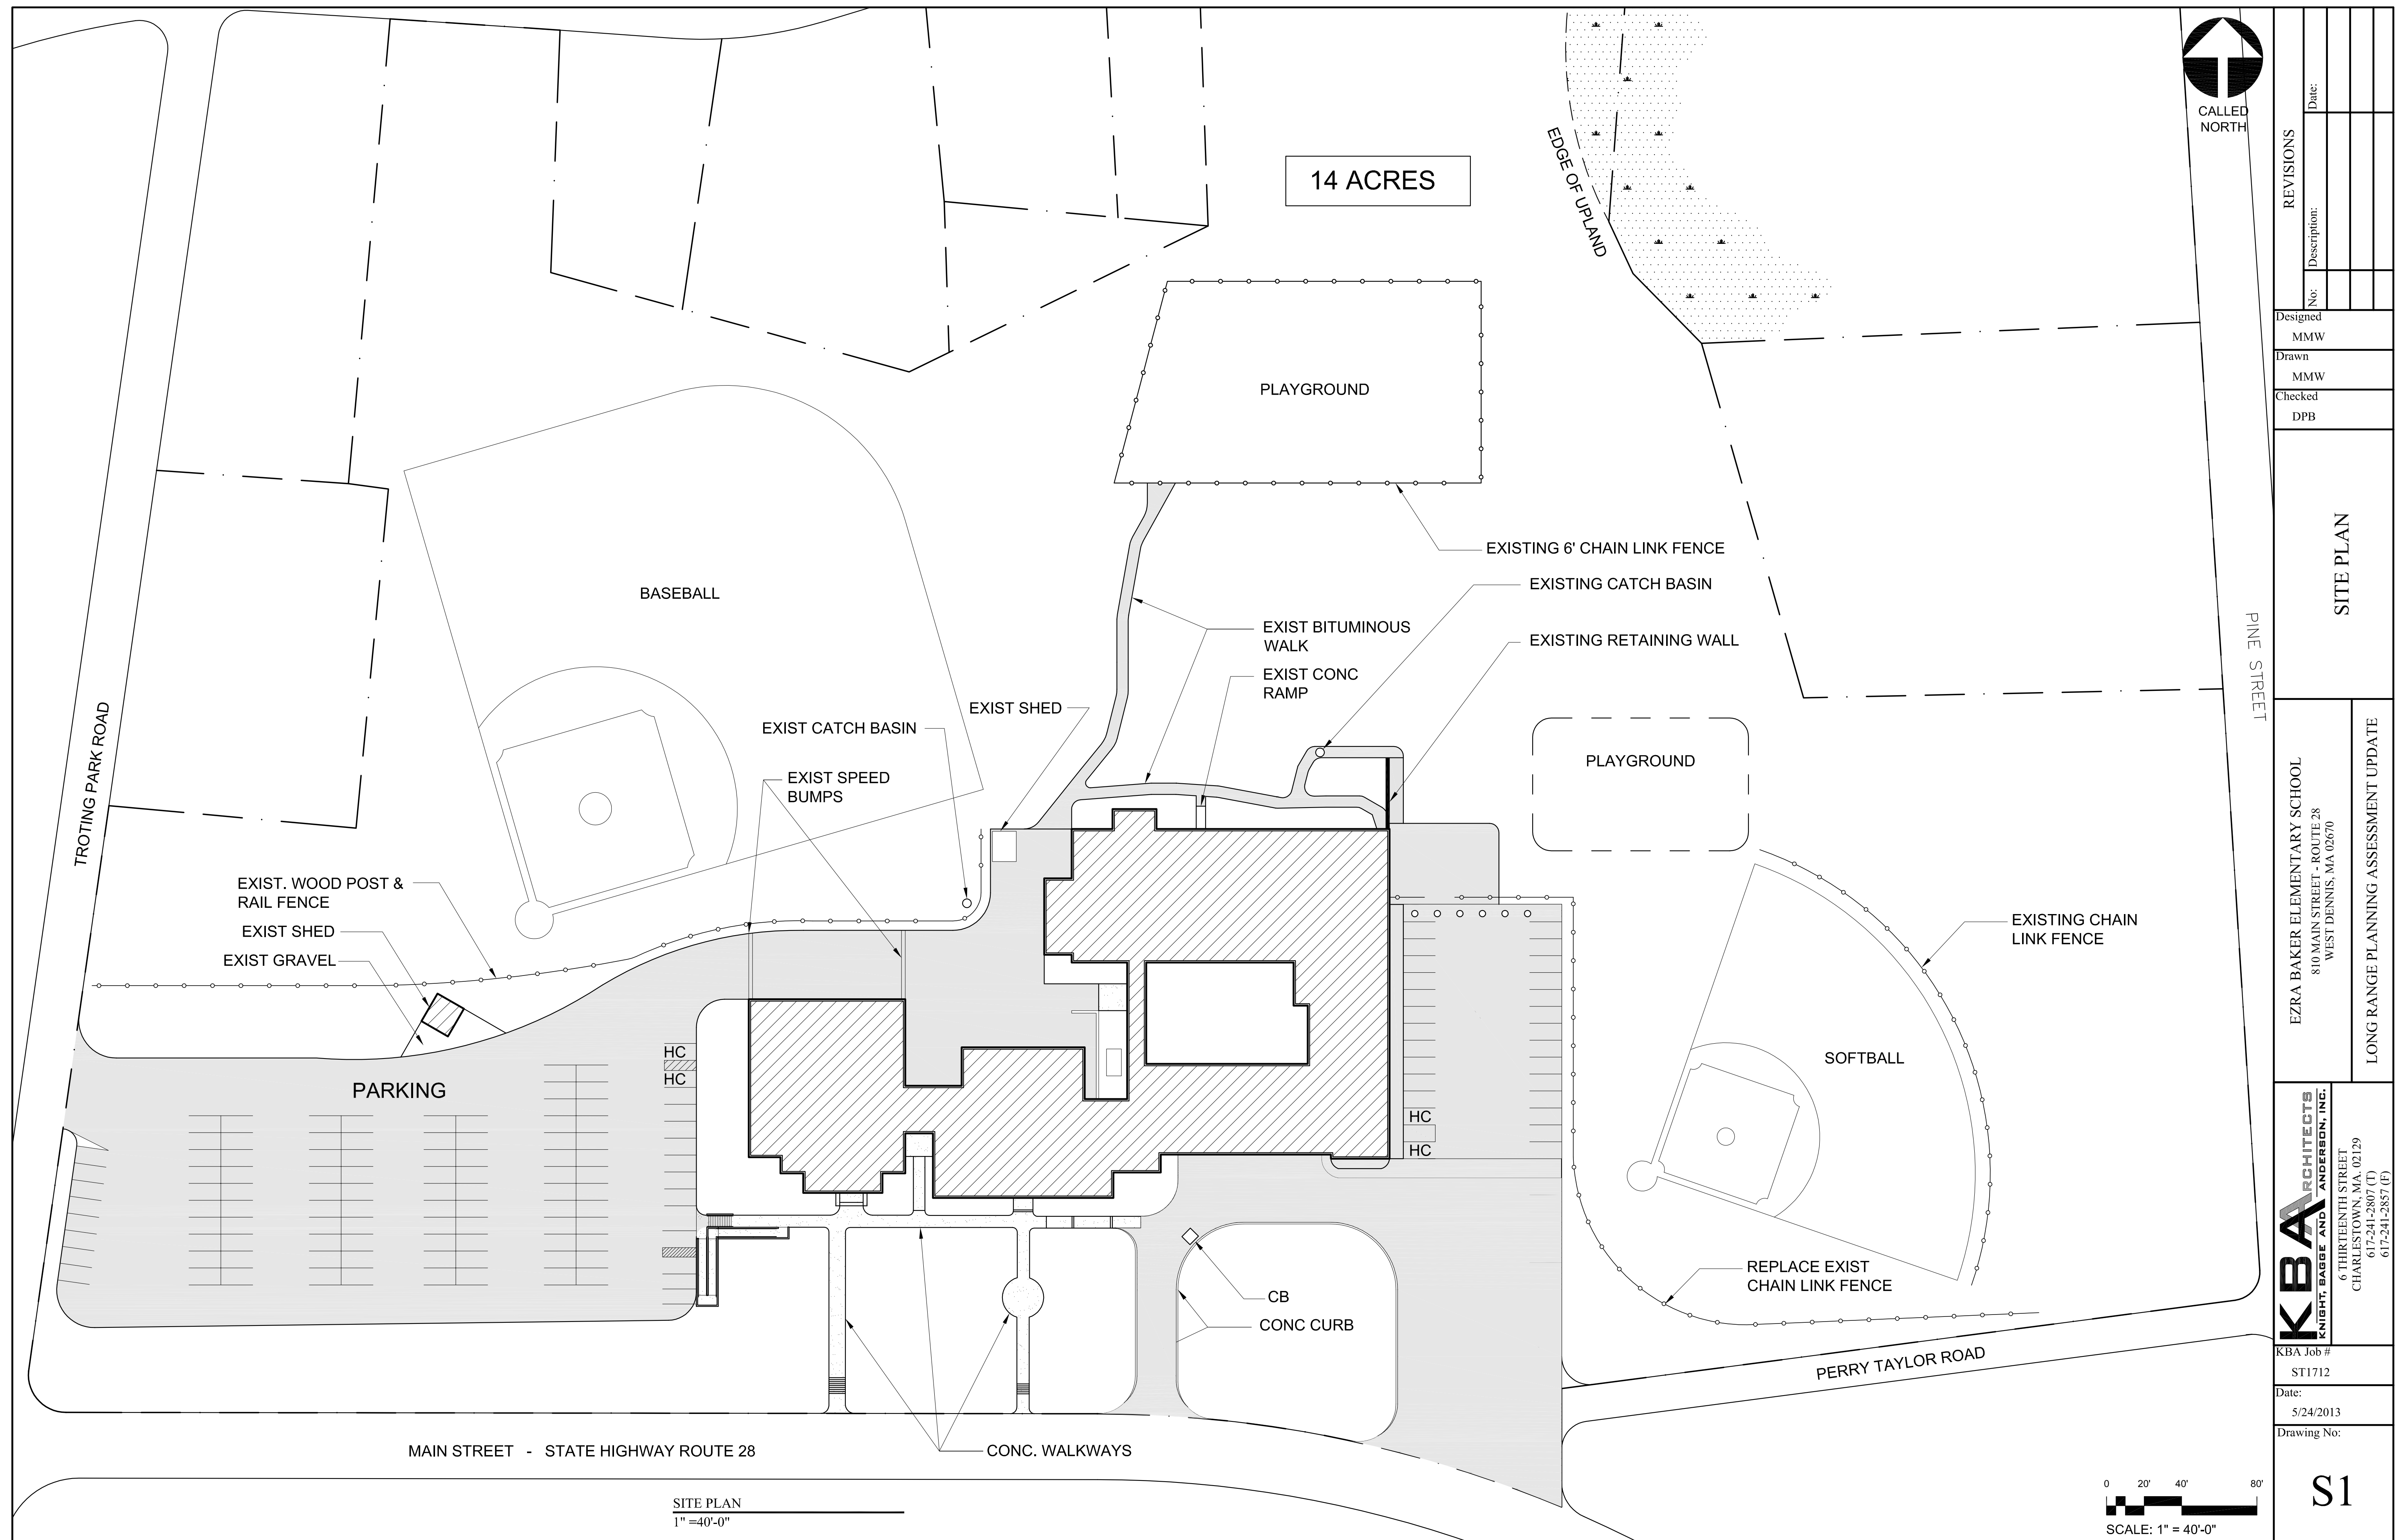 14 ACRES
CALLED
NORTH
EDGE OF UPLAND
PLAYGROUND
EXISTING 6' CHAIN LINK FENCE
EXISTING CATCH BASIN
BASEBALL
EXIST BITUMINOUS
WALK
EXISTING RETAINING WALL
EXIST CONC
RAMP
PINE STREET
EXIST SHED
EXIST CATCH BASIN
TROTING PARK ROAD
PLAYGROUND
EXIST SPEED
BUMPS
EXIST. WOOD POST &
RAIL FENCE
EXIST SHED
EXIST GRAVEL
EXISTING CHAIN
LINK FENCE
HC
HC
PARKING
SOFTBALL
HC
HC
REPLACE EXIST
CHAIN LINK FENCE
CB
CONC CURB
PERRY TAYLOR ROAD
MAIN STREET - STATE HIGHWAY ROUTE 28
CONC. WALKWAYS
SITE PLAN
1" =40'-0"
0 20' 40' 80'
SCALE: 1" = 40'-0"
REVISIONS
No:
Description:
Date:
Designed
MMW
Drawn
MMW
Checked
DPB
SITE PLAN
EZRA BAKER ELEMENTARY SCHOOL
810 MAIN STREET - ROUTE 28
WEST DENNIS, MA 02670
LONG RANGE PLANNING ASSESSMENT UPDATE
KBA ARCHITECTS
KNIGHT, BAGGE AND ANDERSON, INC.
6 THIRTEENTH STREET
CHARLESTOWN, MA. 02129
617-241-2807 (T)
617-241-2857 (F)
KBA Job #
ST1712
Date:
5/24/2013
Drawing No:
S1